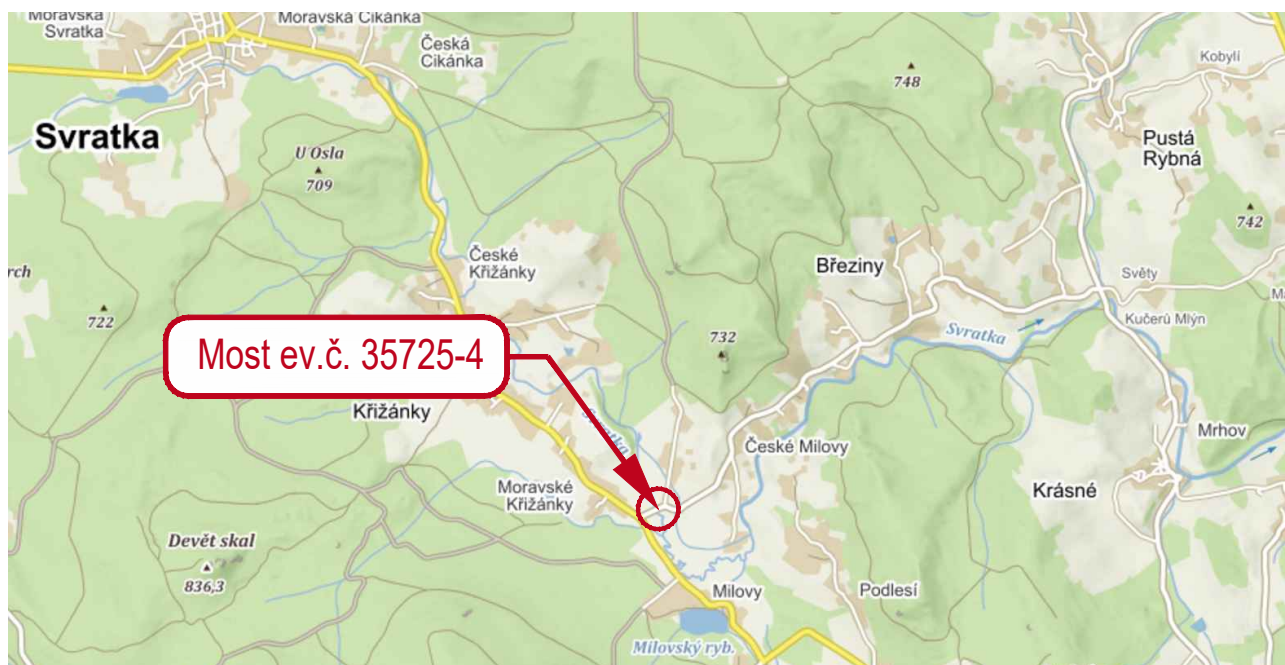 Moravská
Svratka
Moravská Cikánka
Česká
Cikánka
Kobylí
748
Svratka
Pustá
Rybná
U Osla
709
742
České
Křižánky
Březiny
Světy
rch
722
Kučerů Mlýn
Svratka
732
Most ev.č. 35725-4
Křižánky
Svratka
České Milovy
Mrhov
Moravské
Křižánky
Krásné
Devět skal
836,3
Milovy
Podlesí
Milovský ryb.